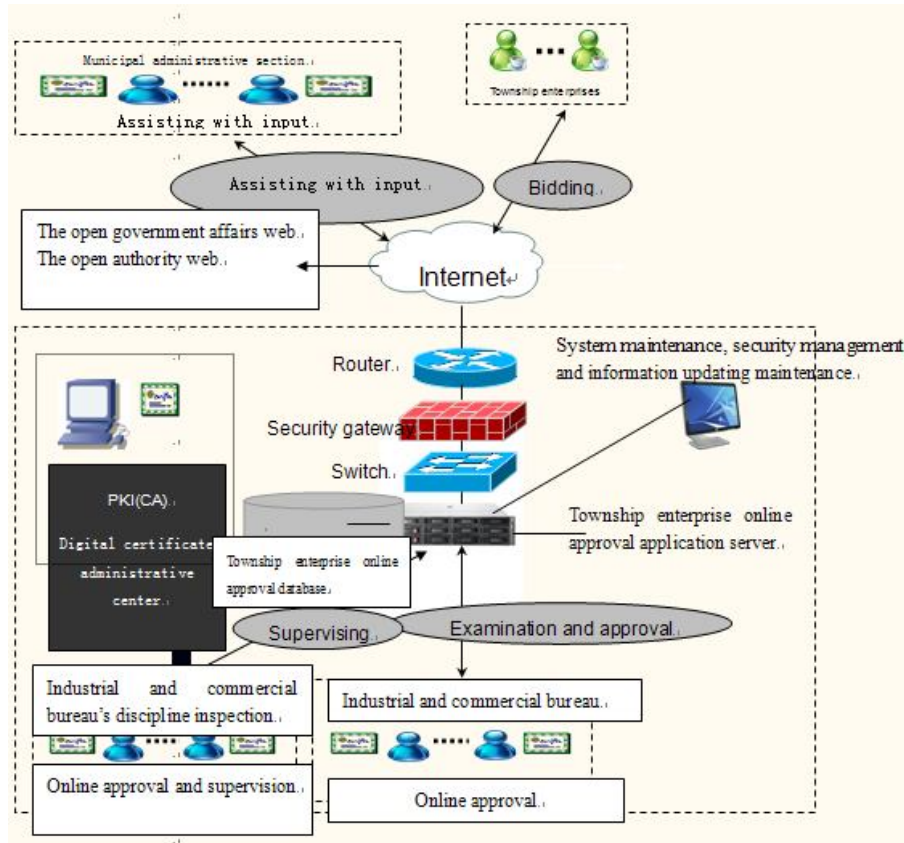 Municipal administrative section.
Assisting with input.
Township enterprises
Assisting with input.
Bidding.
The open government affairs web.
The open authority web.
Internet
Router.
System maintenance, security management
and information updating maintenance.
Security gateway
Switch.
PKI(CA).
Digital certificate
administrative
center.
Township enterprise online
approval database.
Township enterprise online
approval application server.
Supervising.
Examination and approval.
Industrial and commercial
bureau's discipline inspection.
Industrial and commercial bureau.
Online approval and supervision.
Online approval.